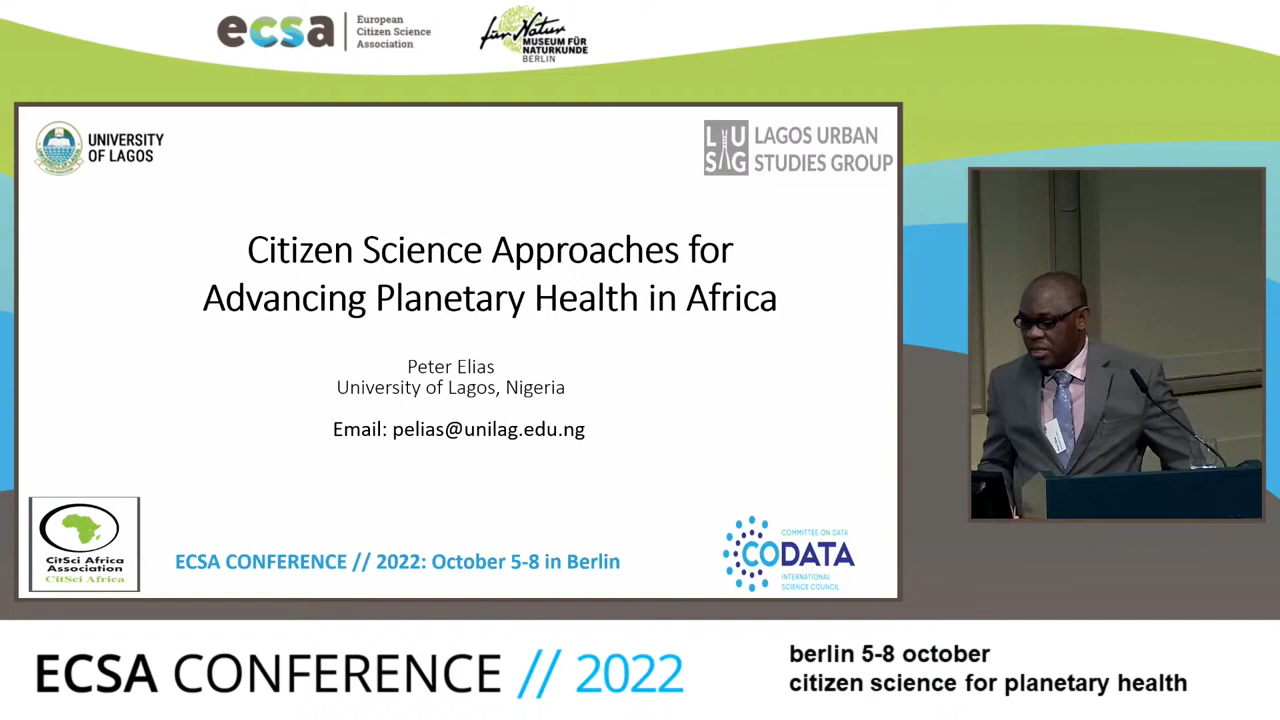 ecsa
European
Citizen Science
Association
für Natur
MUSEUM FÜR
NATURKUNDE
BERLIN
UNIVERSITY
OF LAGOS
LU
SG
LAGOS URBAN
STUDIES GROUP
Citizen Science Approaches for
Advancing Planetary Health in Africa
Peter Elias
University of Lagos, Nigeria
Email: pelias@unilag.edu.ng
CitSci Africa
Association
CitSci Africa
ECSA CONFERENCE // 2022: October 5-8 in Berlin
COMMITTEE ON DATA
CODATA
INTERNATIONAL
SCIENCE COUNCIL
ECSA CONFERENCE // 2022
berlin 5-8 october
citizen science for planetary health